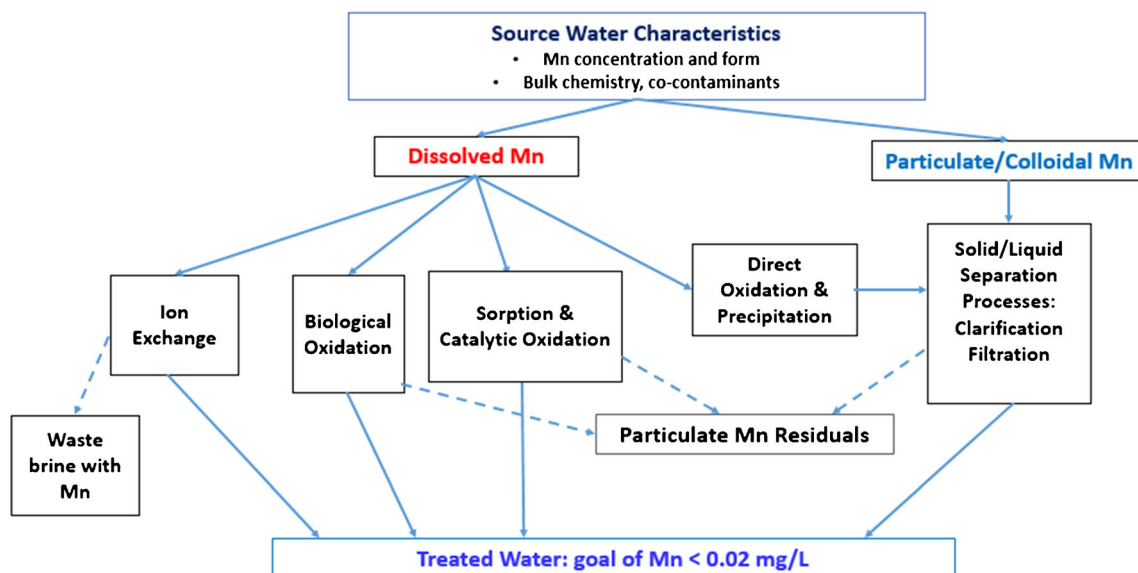 Source Water Characteristics
• Mn concentration and form
• Bulk chemistry, co-contaminants
Dissolved Mn
Particulate/Colloidal Mn
Ion
Exchange
Biological
Oxidation
Sorption &
Catalytic Oxidation
Direct
Oxidation &
Precipitation
Solid/Liquid
Separation
Processes:
Clarification
Filtration
Waste
brine with
Mn
Particulate Mn Residuals
Treated Water: goal of Mn < 0.02 mg/L